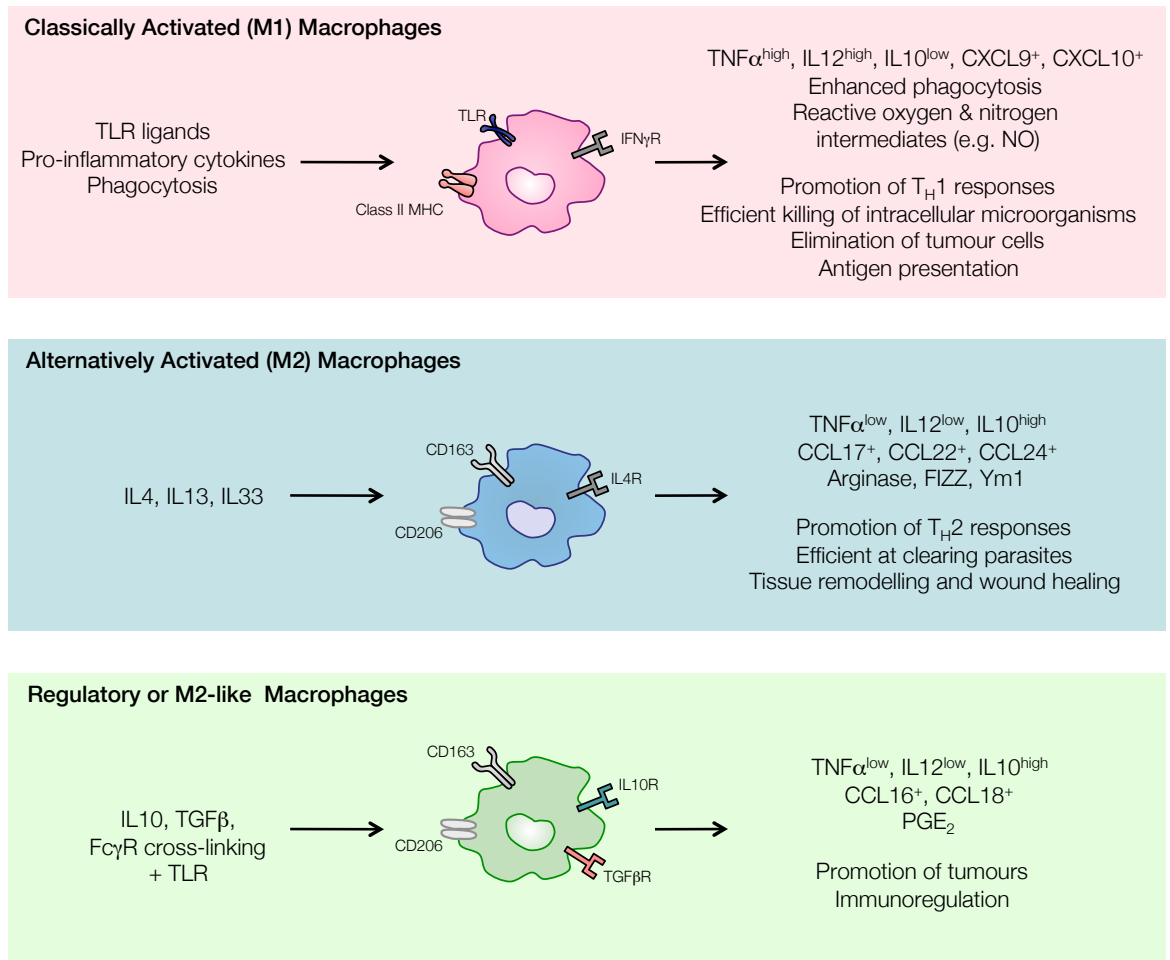 Classically Activated (M1) Macrophages
TLR ligands
Pro-inflammatory cytokines
Phagocytosis
TLR
IFNγR
Class II MHC
TNFα^high, IL12^high, IL10^low, CXCL9⁺, CXCL10⁺
Enhanced phagocytosis
Reactive oxygen & nitrogen
intermediates (e.g. NO)
Promotion of T_H1 responses
Efficient killing of intracellular microorganisms
Elimination of tumour cells
Antigen presentation
Alternatively Activated (M2) Macrophages
IL4, IL13, IL33
CD163
IL4R
CD206
TNFα^low, IL12^low, IL10^high
CCL17⁺, CCL22⁺, CCL24⁺
Arginase, FIZZ, Ym1
Promotion of T_H2 responses
Efficient at clearing parasites
Tissue remodelling and wound healing
Regulatory or M2-like Macrophages
IL10, TGFβ,
FcγR cross-linking
+ TLR
CD163
IL10R
CD206
TGFβR
TNFα^low, IL12^low, IL10^high
CCL16⁺, CCL18⁺
PGE₂
Promotion of tumours
Immunoregulation